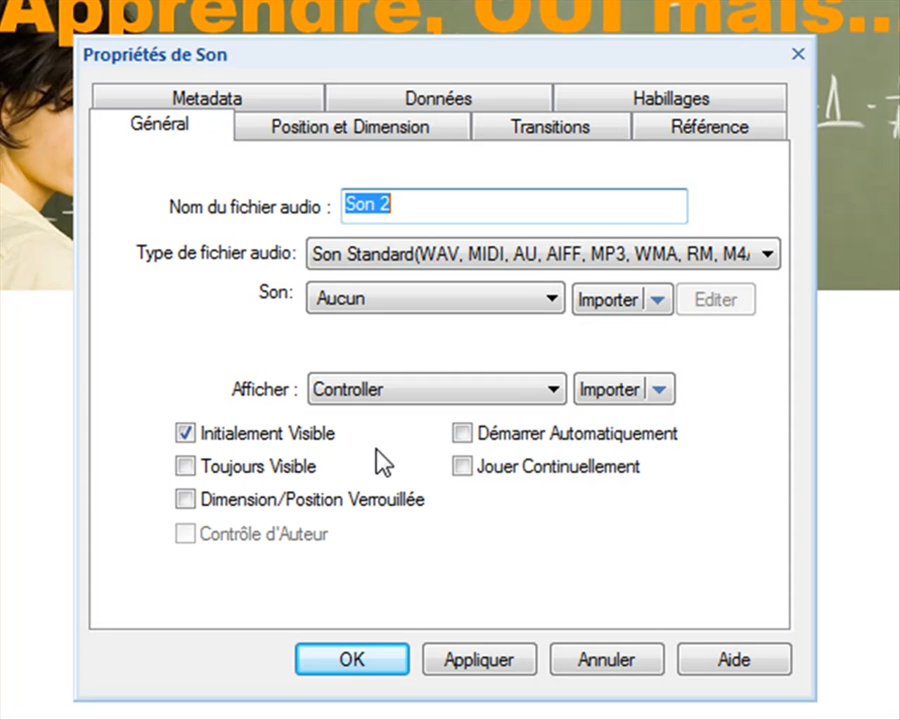 Apprendre, OUI mais...
Propriétés de Son
Metadata Données Habillages
Général Position et Dimension Transitions Référence
Nom du fichier audio : Son 2
Type de fichier audio: Son Standard(WAV, MIDI, AU, AIFF, MP3, WMA, RM, M4
Son: Aucun Importer Editer
Afficher : Controller Importer
Initialement Visible Démarrer Automatiquement
Toujours Visible Jouer Continuellement
Dimension/Position Verrouillée
Contrôle d'Auteur
OK Appliquer Annuler Aide